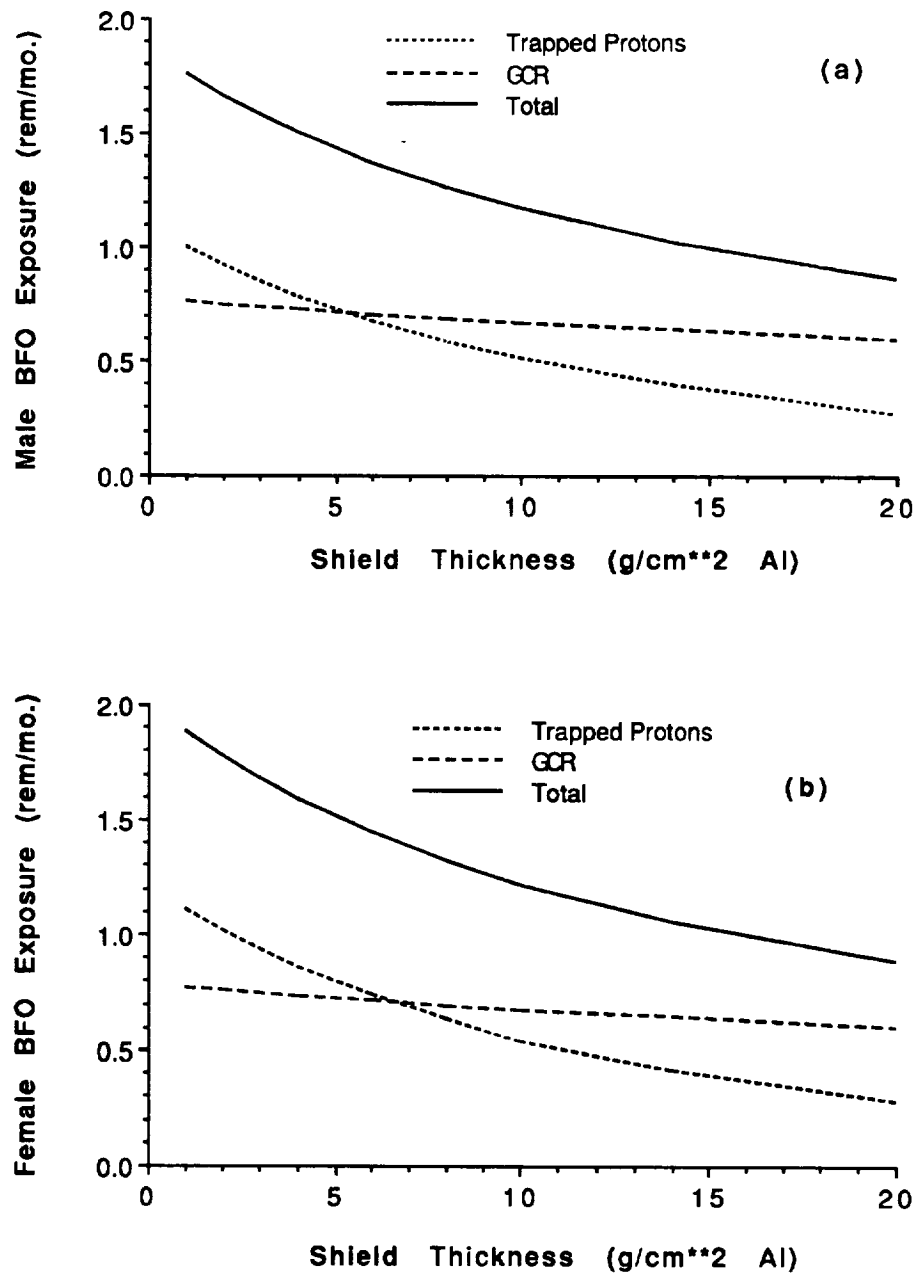 Male BFO Exposure (rem/mo.)
2.0
1.5
1.0
0.5
0.0
Trapped Protons
GCR
Total
(a)
0 5 10 15 20
Shield Thickness (g/cm**2 Al)
Female BFO Exposure (rem/mo.)
2.0
1.5
1.0
0.5
0.0
Trapped Protons
GCR
Total
(b)
0 5 10 15 20
Shield Thickness (g/cm**2 Al)